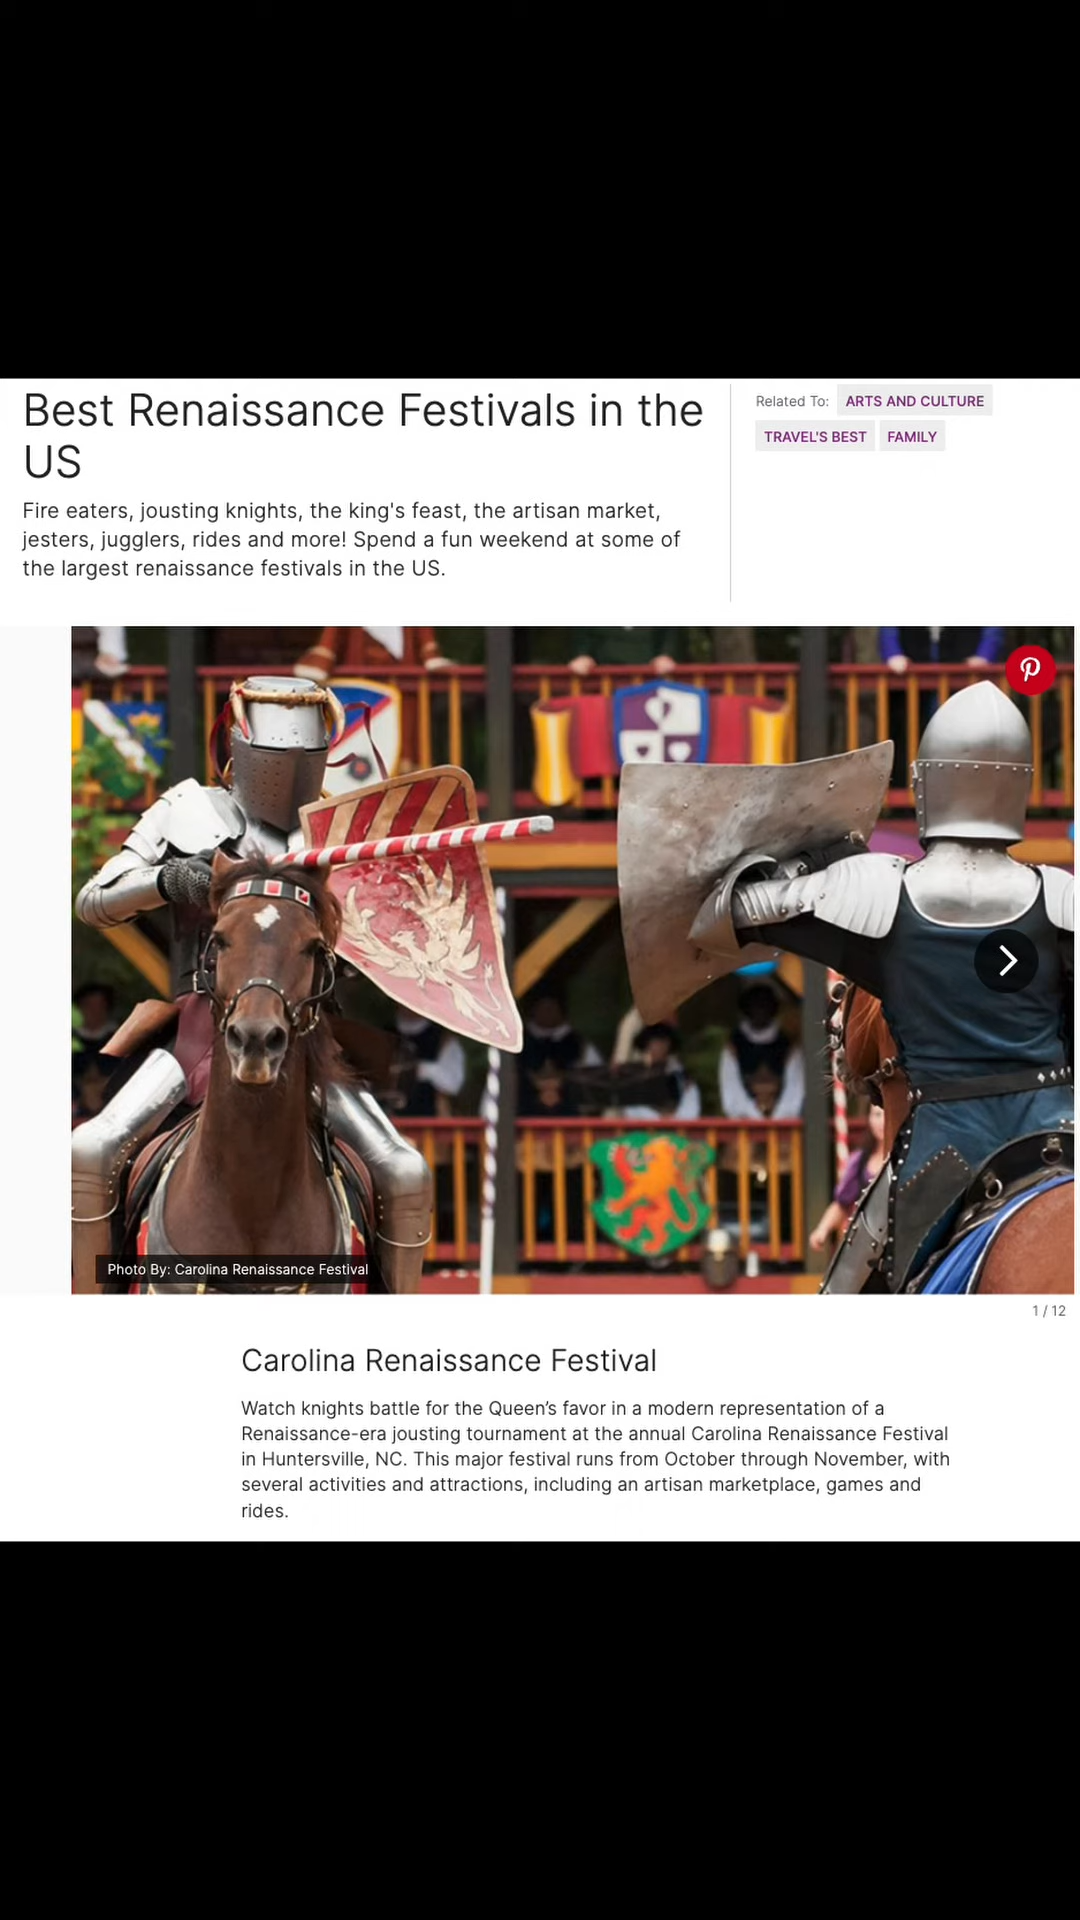 Best Renaissance Festivals in the
US
Fire eaters, jousting knights, the king's feast, the artisan market,
jesters, jugglers, rides and more! Spend a fun weekend at some of
the largest renaissance festivals in the US.
Related To: ARTS AND CULTURE
TRAVEL'S BEST FAMILY
Photo By: Carolina Renaissance Festival
1 / 12
Carolina Renaissance Festival
Watch knights battle for the Queen’s favor in a modern representation of a
Renaissance-era jousting tournament at the annual Carolina Renaissance Festival
in Huntersville, NC. This major festival runs from October through November, with
several activities and attractions, including an artisan marketplace, games and
rides.